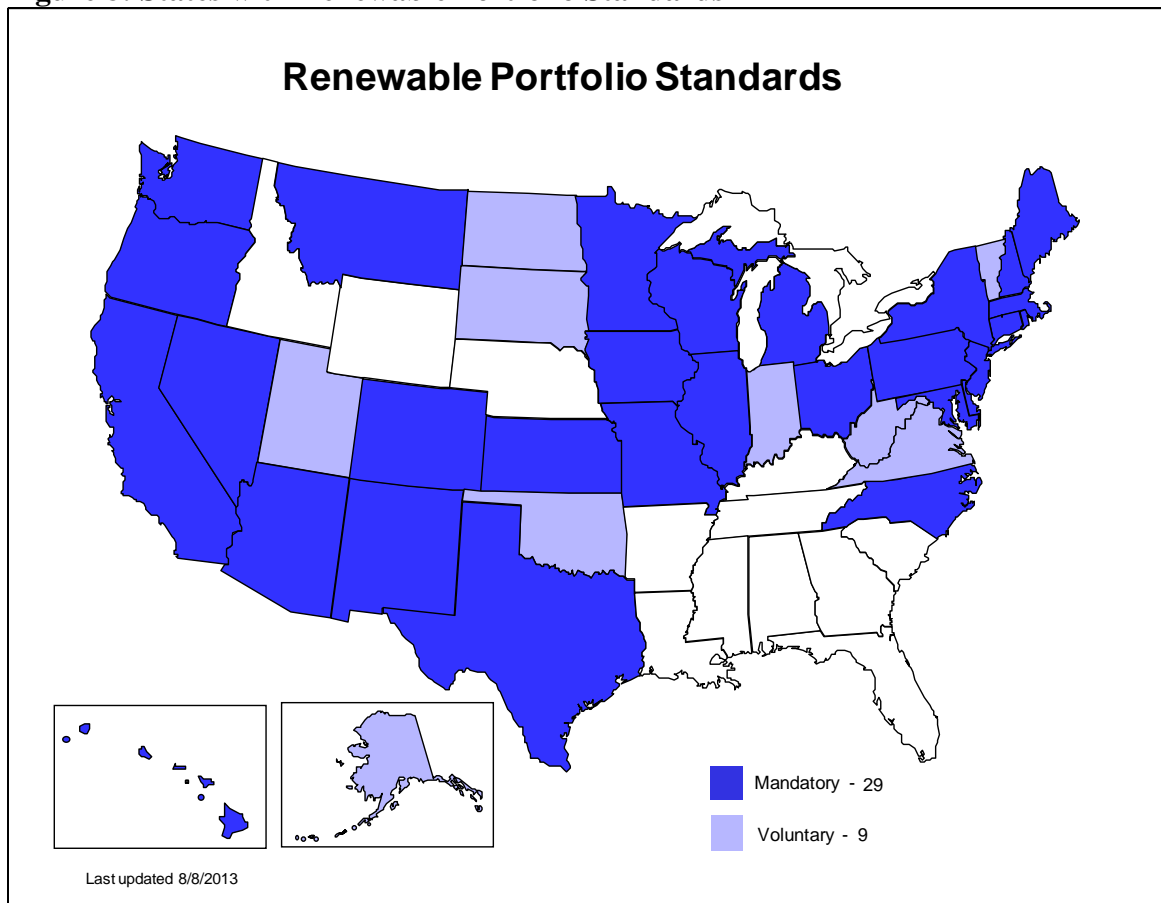 Renewable Portfolio Standards
Mandatory - 29
Voluntary - 9
Last updated 8/8/2013